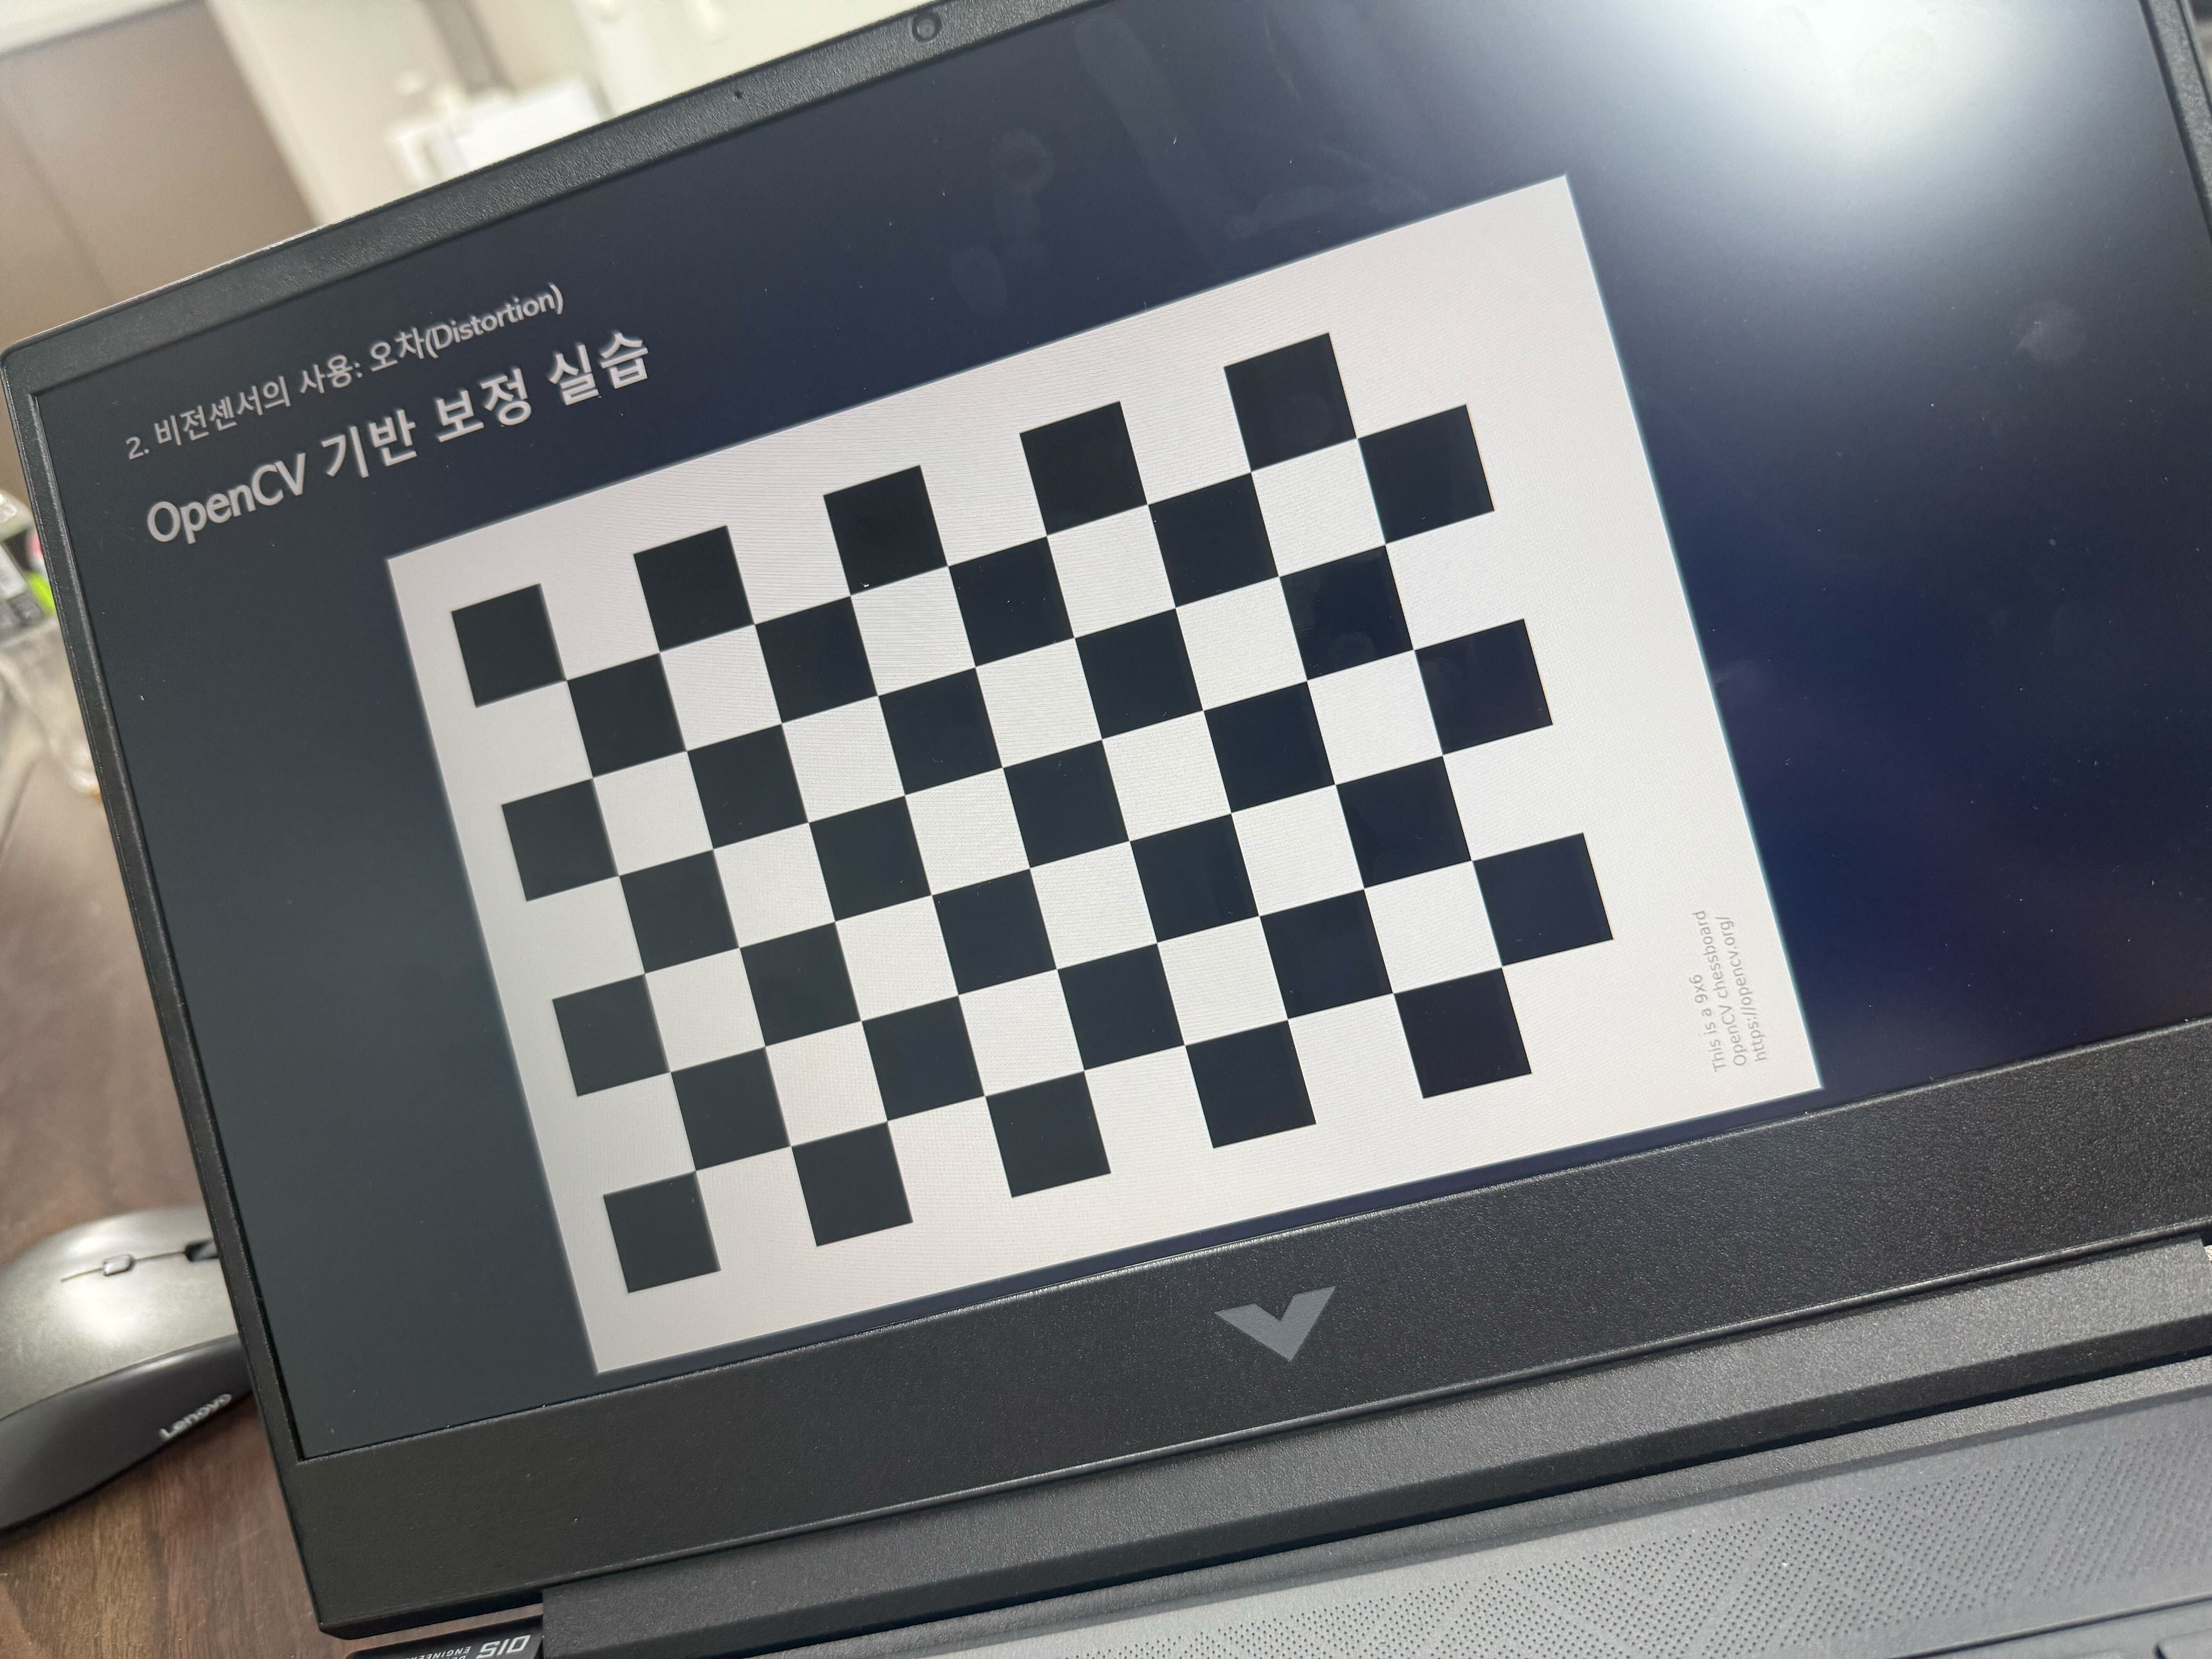 2. 비전센서의 사용: 오차(Distortion)
OpenCV 기반 보정 실습
This is a 9x6
OpenCV chessboard
https://opencv.org/
Lenovo